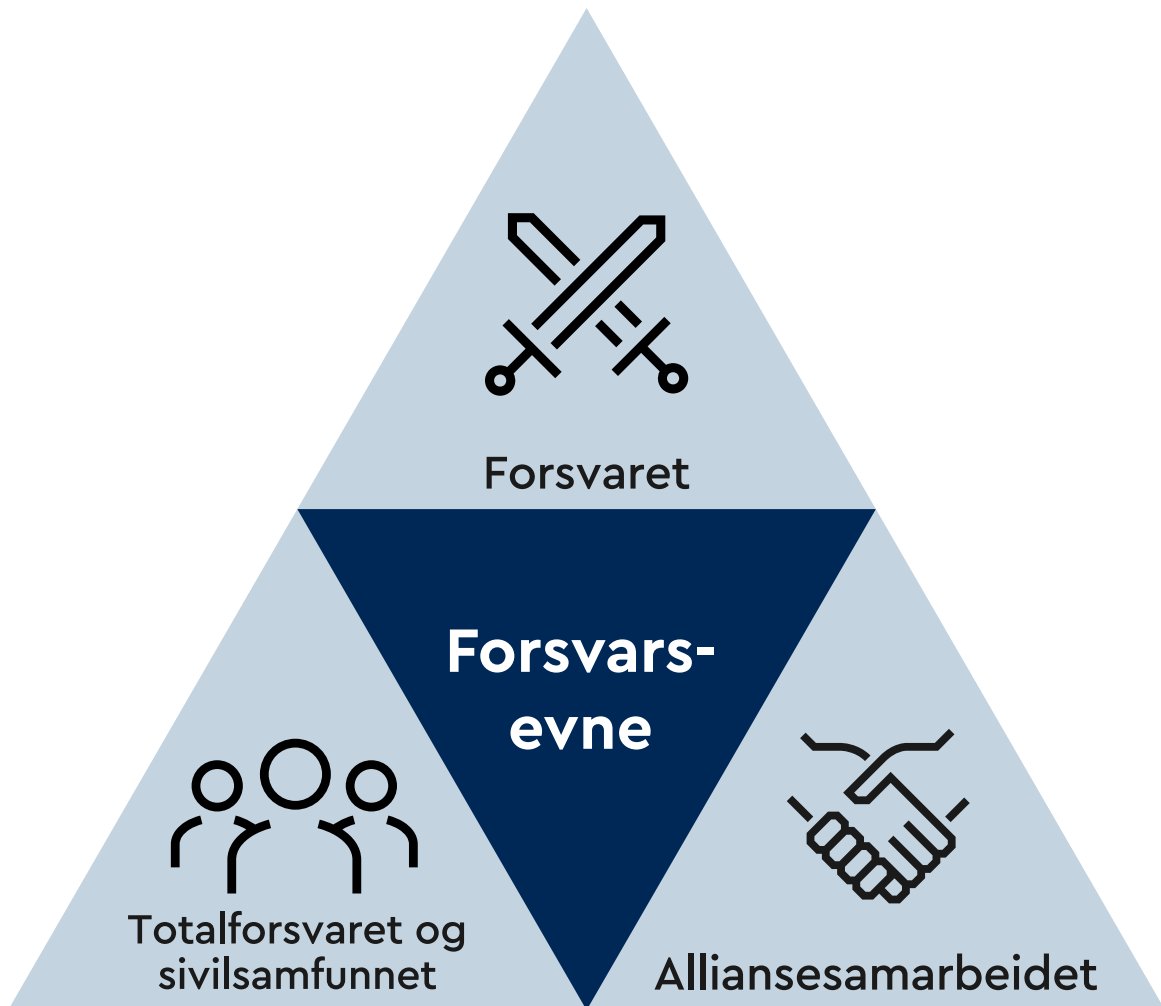 Forsvaret
Forsvars-
evne
Totalforsvaret og
sivilsamfunnet
Alliansesamarbeidet